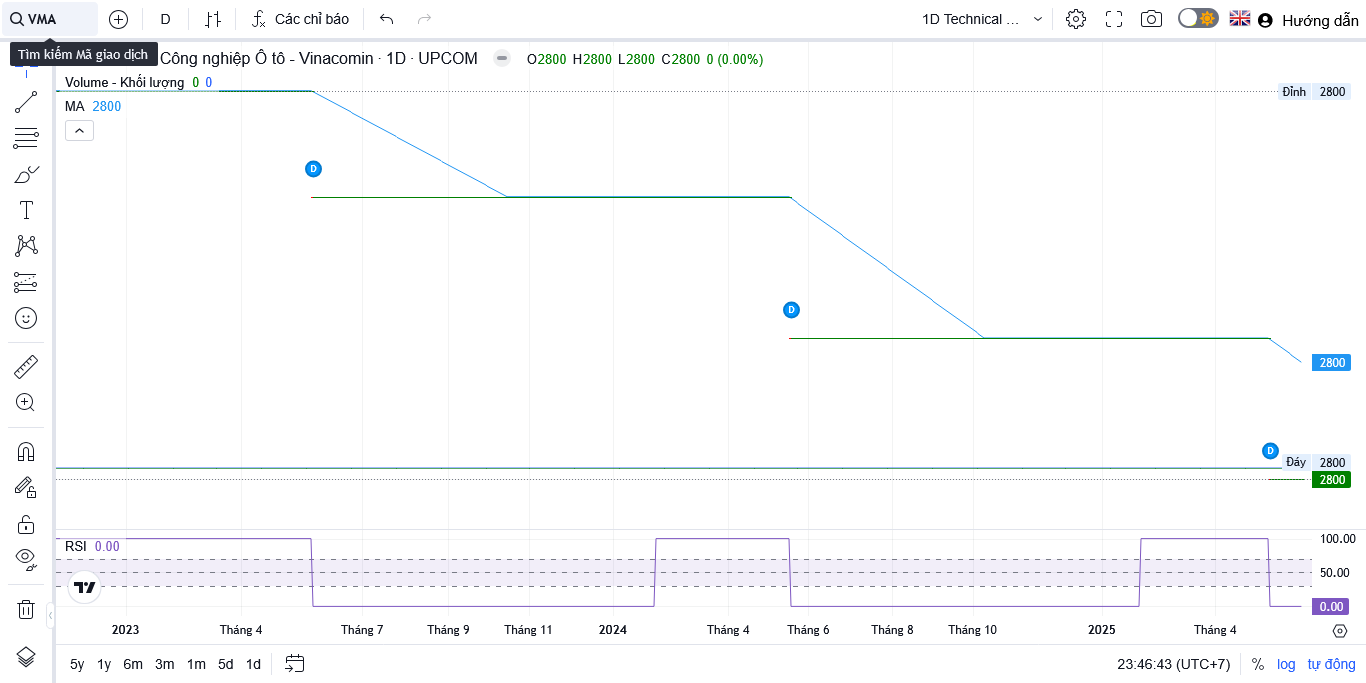 VMA D Các chỉ báo 1D Technical ... Hướng dẫn
Tìm kiếm Mã giao dịch
Công nghiệp Ô tô - Vinacomin · 1D · UPCOM O2800 H2800 L2800 C2800 0 (0.00%)
Volume - Khối lượng 0 0
MA 2800
Đỉnh 2800
D
D
2800
D
Đáy 2800
2800
RSI 0.00
100.00
50.00
0.00
2023 Tháng 4 Tháng 7 Tháng 9 Tháng 11 2024 Tháng 4 Tháng 6 Tháng 8 Tháng 10 2025 Tháng 4
5y 1y 6m 3m 1m 5d 1d 23:46:43 (UTC+7) % log tự động